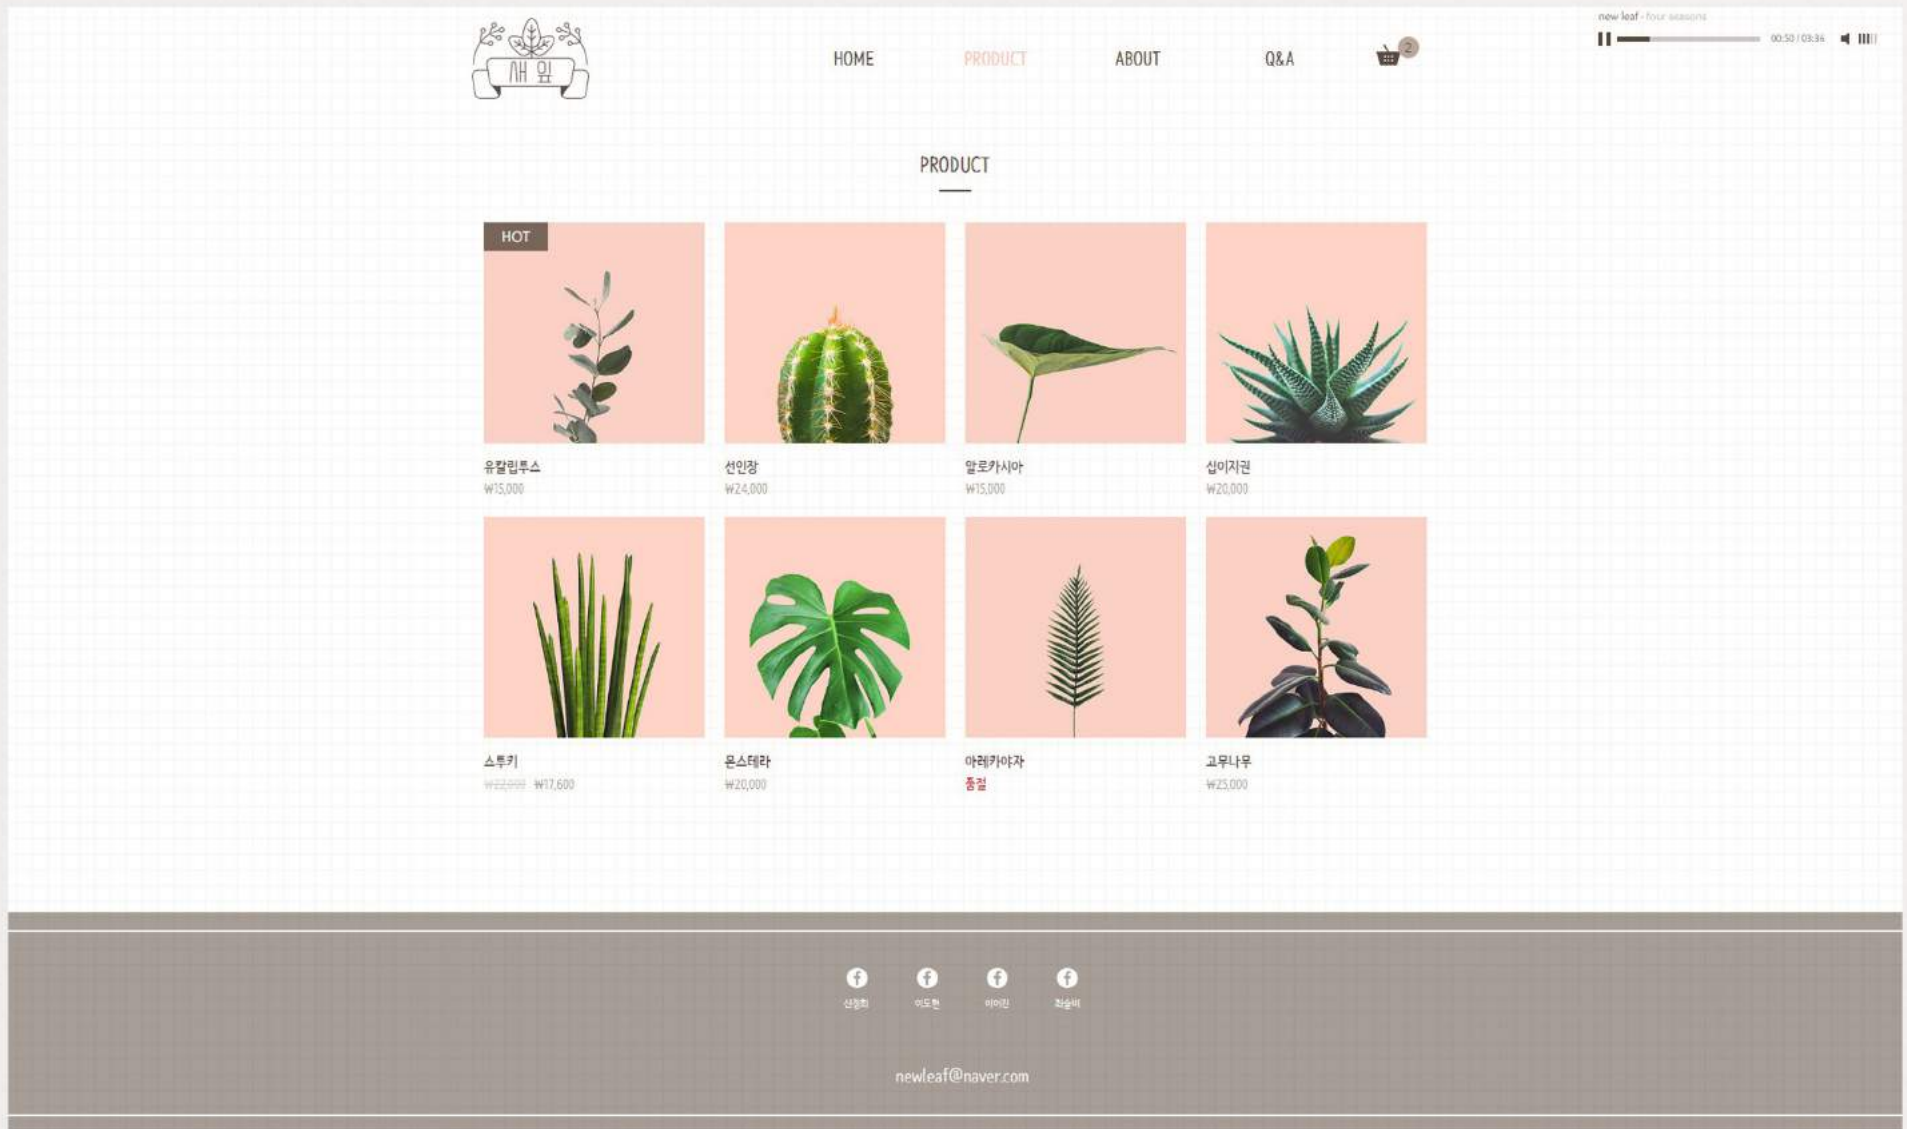 새잎
HOME
PRODUCT
ABOUT
Q&A
2
new leaf - four seasons
00:50 / 03:36
PRODUCT
HOT
유칼립투스
₩15,000
선인장
₩24,000
알로카시아
₩15,000
십이지권
₩20,000
스투키
₩22,000 ₩17,600
몬스테라
₩20,000
아레카야자
품절
고무나무
₩25,000
이도현
newleaf@naver.com